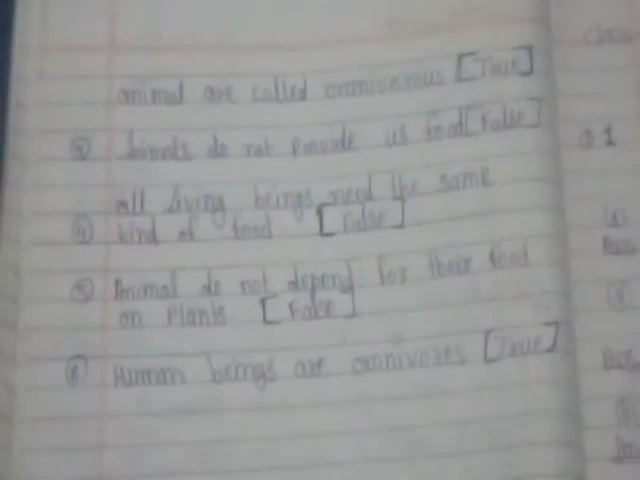 animal are called omnivorous [True]
③ Animals do not provide us food [False]
all living beings need the same
④ kind of food [False]
⑤ Animal do not depend for their food
on Plants [False]
⑥ Human beings are omnivores [True]
Class
Q1